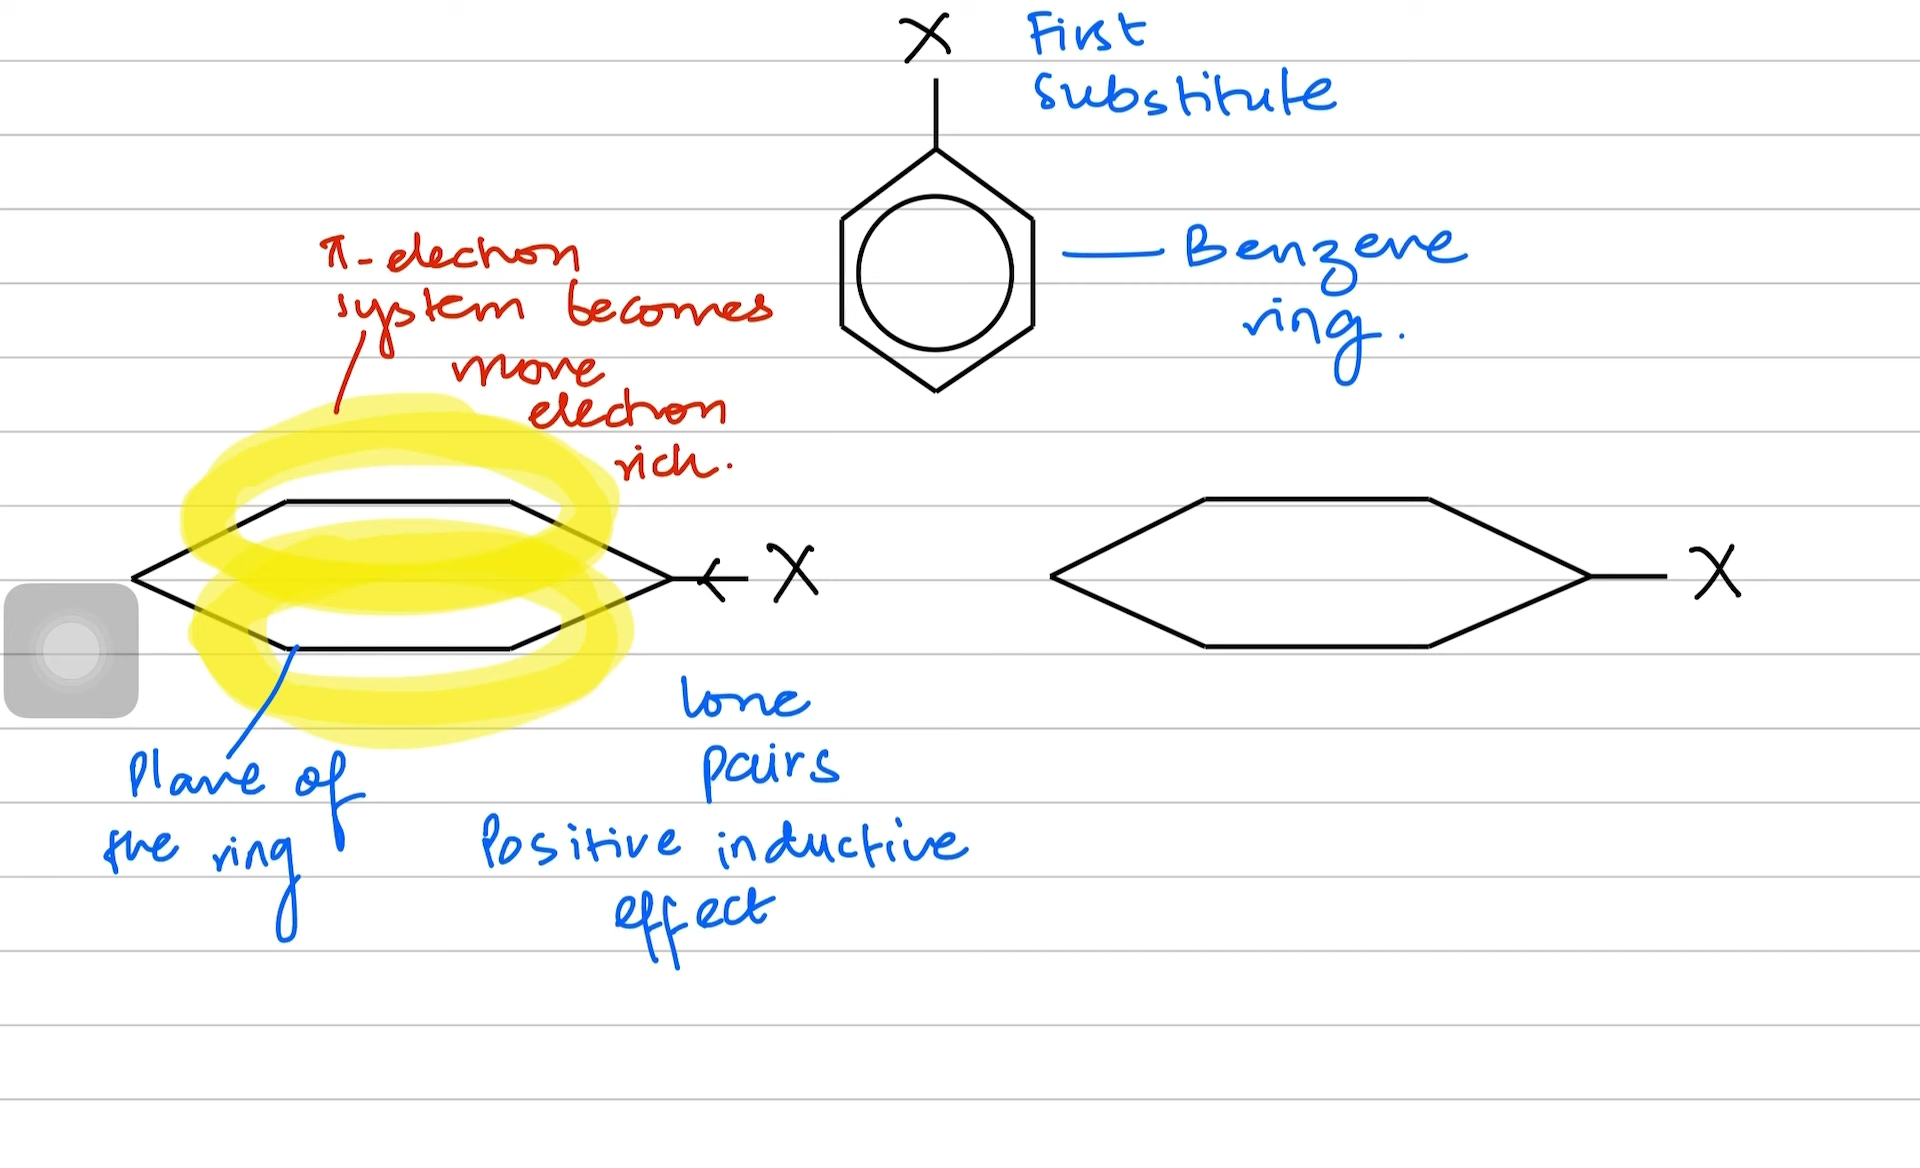 X First
substitute
Benzene
ring.
π-electron
system becomes
more
electron
rich.
X
X
lone
pairs
Plane of
the ring
Positive inductive
effect